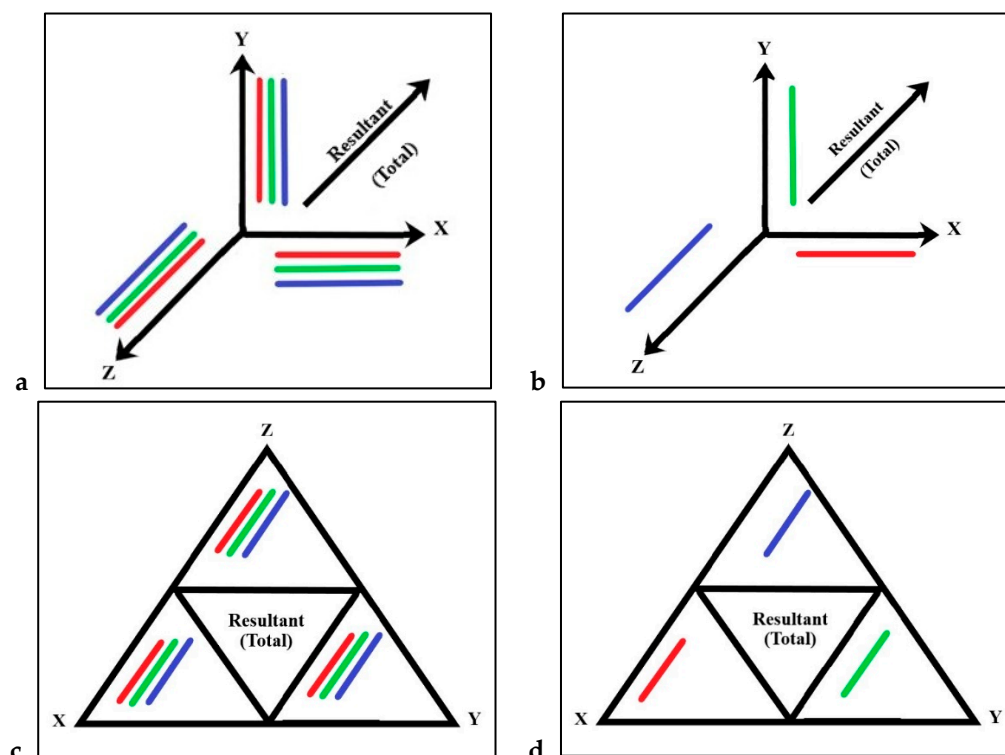 Y
Resultant
(Total)
X
Z
a
Y
Resultant
(Total)
X
Z
b
Z
Resultant
(Total)
X
Y
c
Z
Resultant
(Total)
X
Y
d